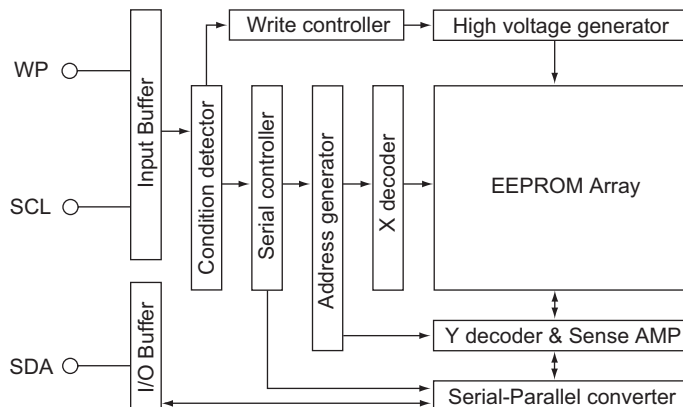 Write controller
High voltage generator
WP
SCL
Input Buffer
Condition detector
Serial controller
Address generator
X decoder
EEPROM Array
Y decoder & Sense AMP
SDA
I/O Buffer
Serial-Parallel converter